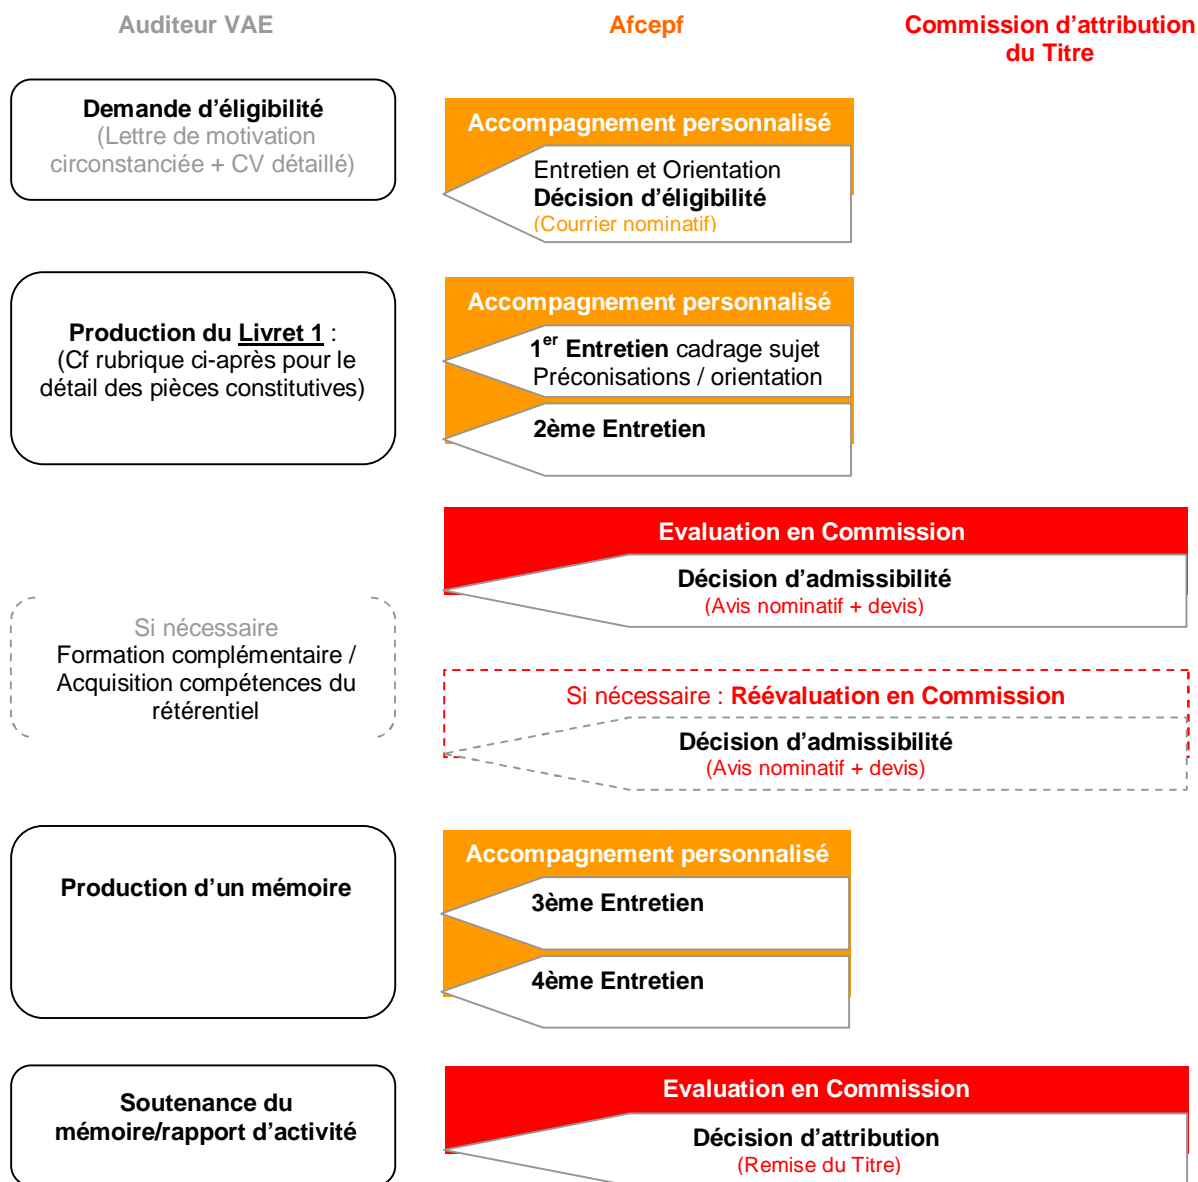 Auditeur VAE
Afcepf
Commission d’attribution
du Titre
Demande d’éligibilité
(Lettre de motivation
circonstanciée + CV détaillé)
Accompagnement personnalisé
Entretien et Orientation
Décision d’éligibilité
(Courrier nominatif)
Production du Livret 1 :
(Cf rubrique ci-après pour le
détail des pièces constitutives)
Accompagnement personnalisé
1er Entretien cadrage sujet
Préconisations / orientation
2ème Entretien
Evaluation en Commission
Décision d’admissibilité
(Avis nominatif + devis)
Si nécessaire
Formation complémentaire /
Acquisition compétences du
rétérentiel
Si nécessaire : Réévaluation en Commission
Décision d’admissibilité
(Avis nominatif + devis)
Production d’un mémoire
Accompagnement personnalisé
3ème Entretien
4ème Entretien
Soutenance du
mémoire/rapport d’activité
Evaluation en Commission
Décision d’attribution
(Remise du Titre)